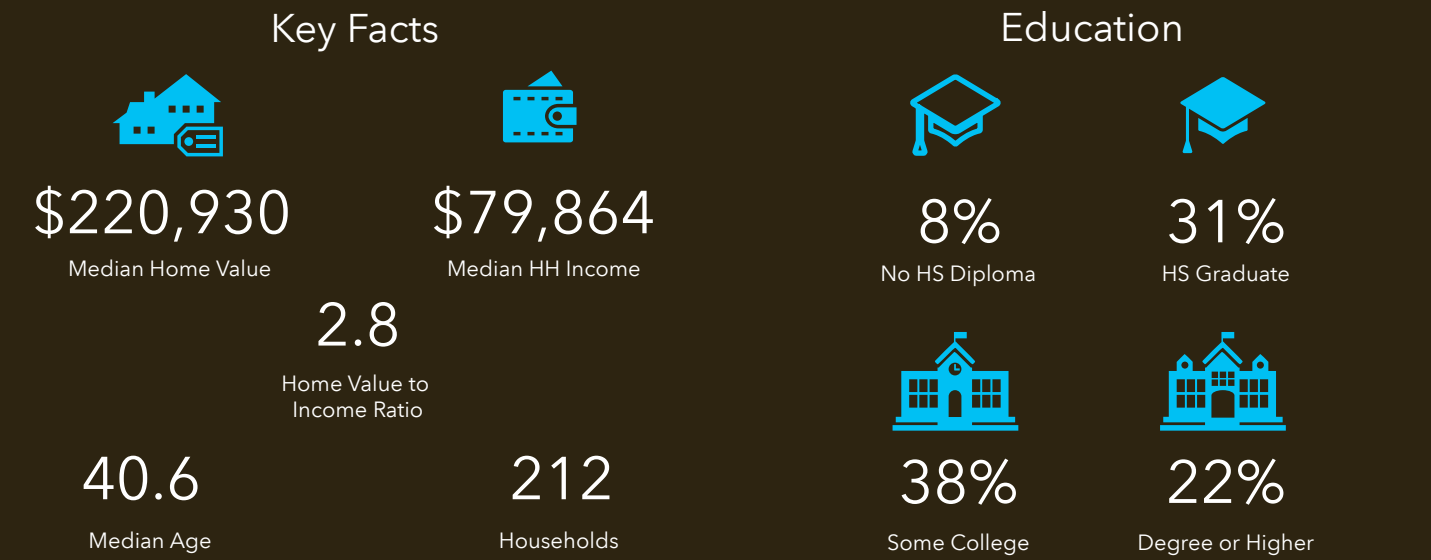 Key Facts
$220,930
Median Home Value
$79,864
Median HH Income
2.8
Home Value to
Income Ratio
40.6
Median Age
212
Households
Education
8%
No HS Diploma
31%
HS Graduate
38%
Some College
22%
Degree or Higher